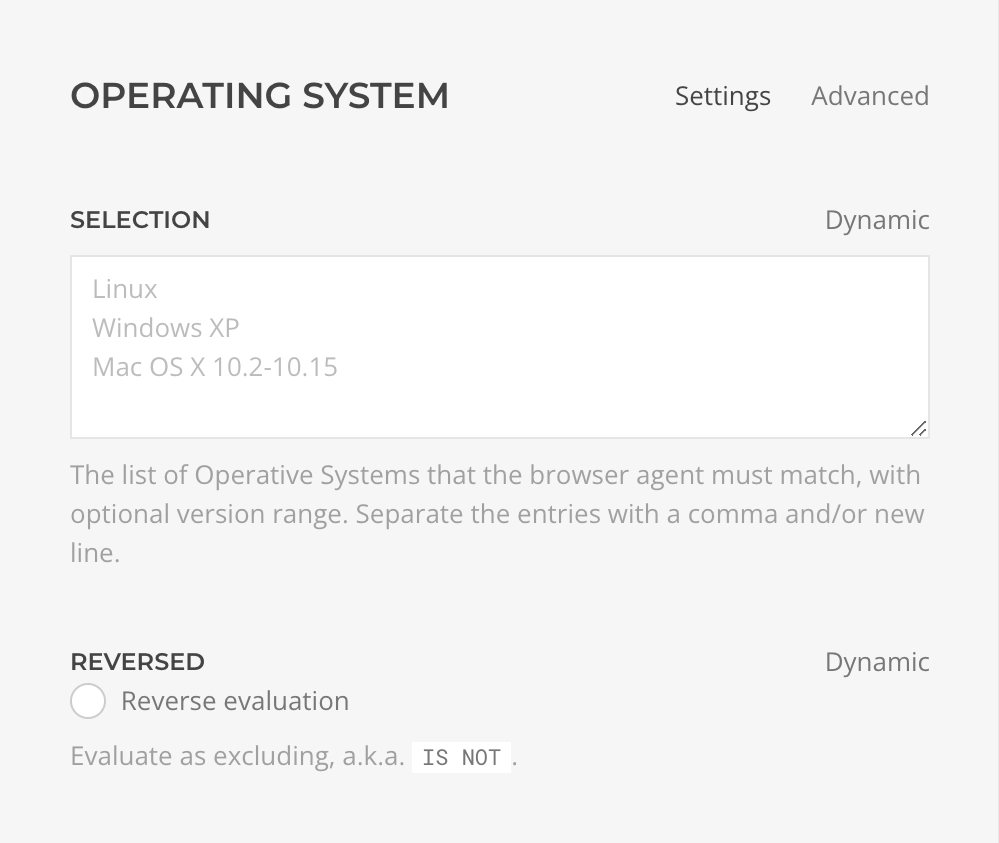 OPERATING SYSTEM Settings Advanced
SELECTION Dynamic
Linux
Windows XP
Mac OS X 10.2-10.15
The list of Operative Systems that the browser agent must match, with
optional version range. Separate the entries with a comma and/or new
line.
REVERSED Dynamic
Reverse evaluation
Evaluate as excluding, a.k.a. IS NOT.